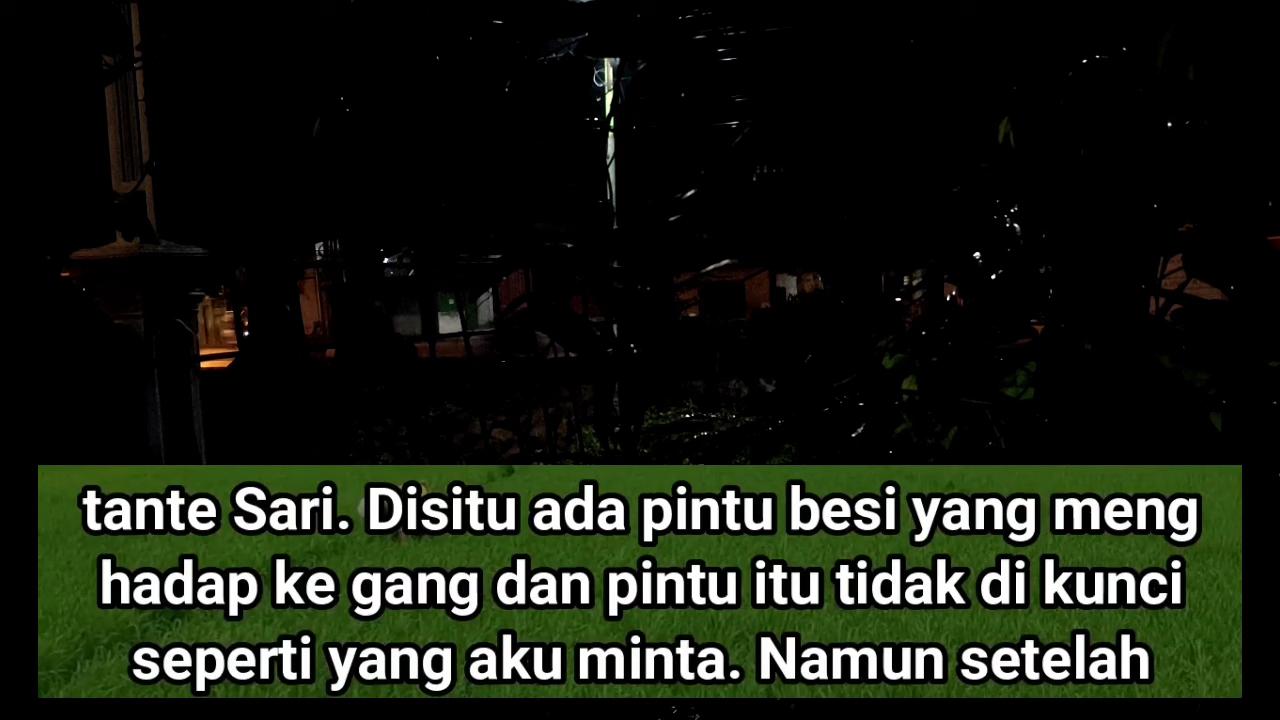 tante Sari. Disitu ada pintu besi yang meng
hadap ke gang dan pintu itu tidak di kunci
seperti yang aku minta. Namun setelah